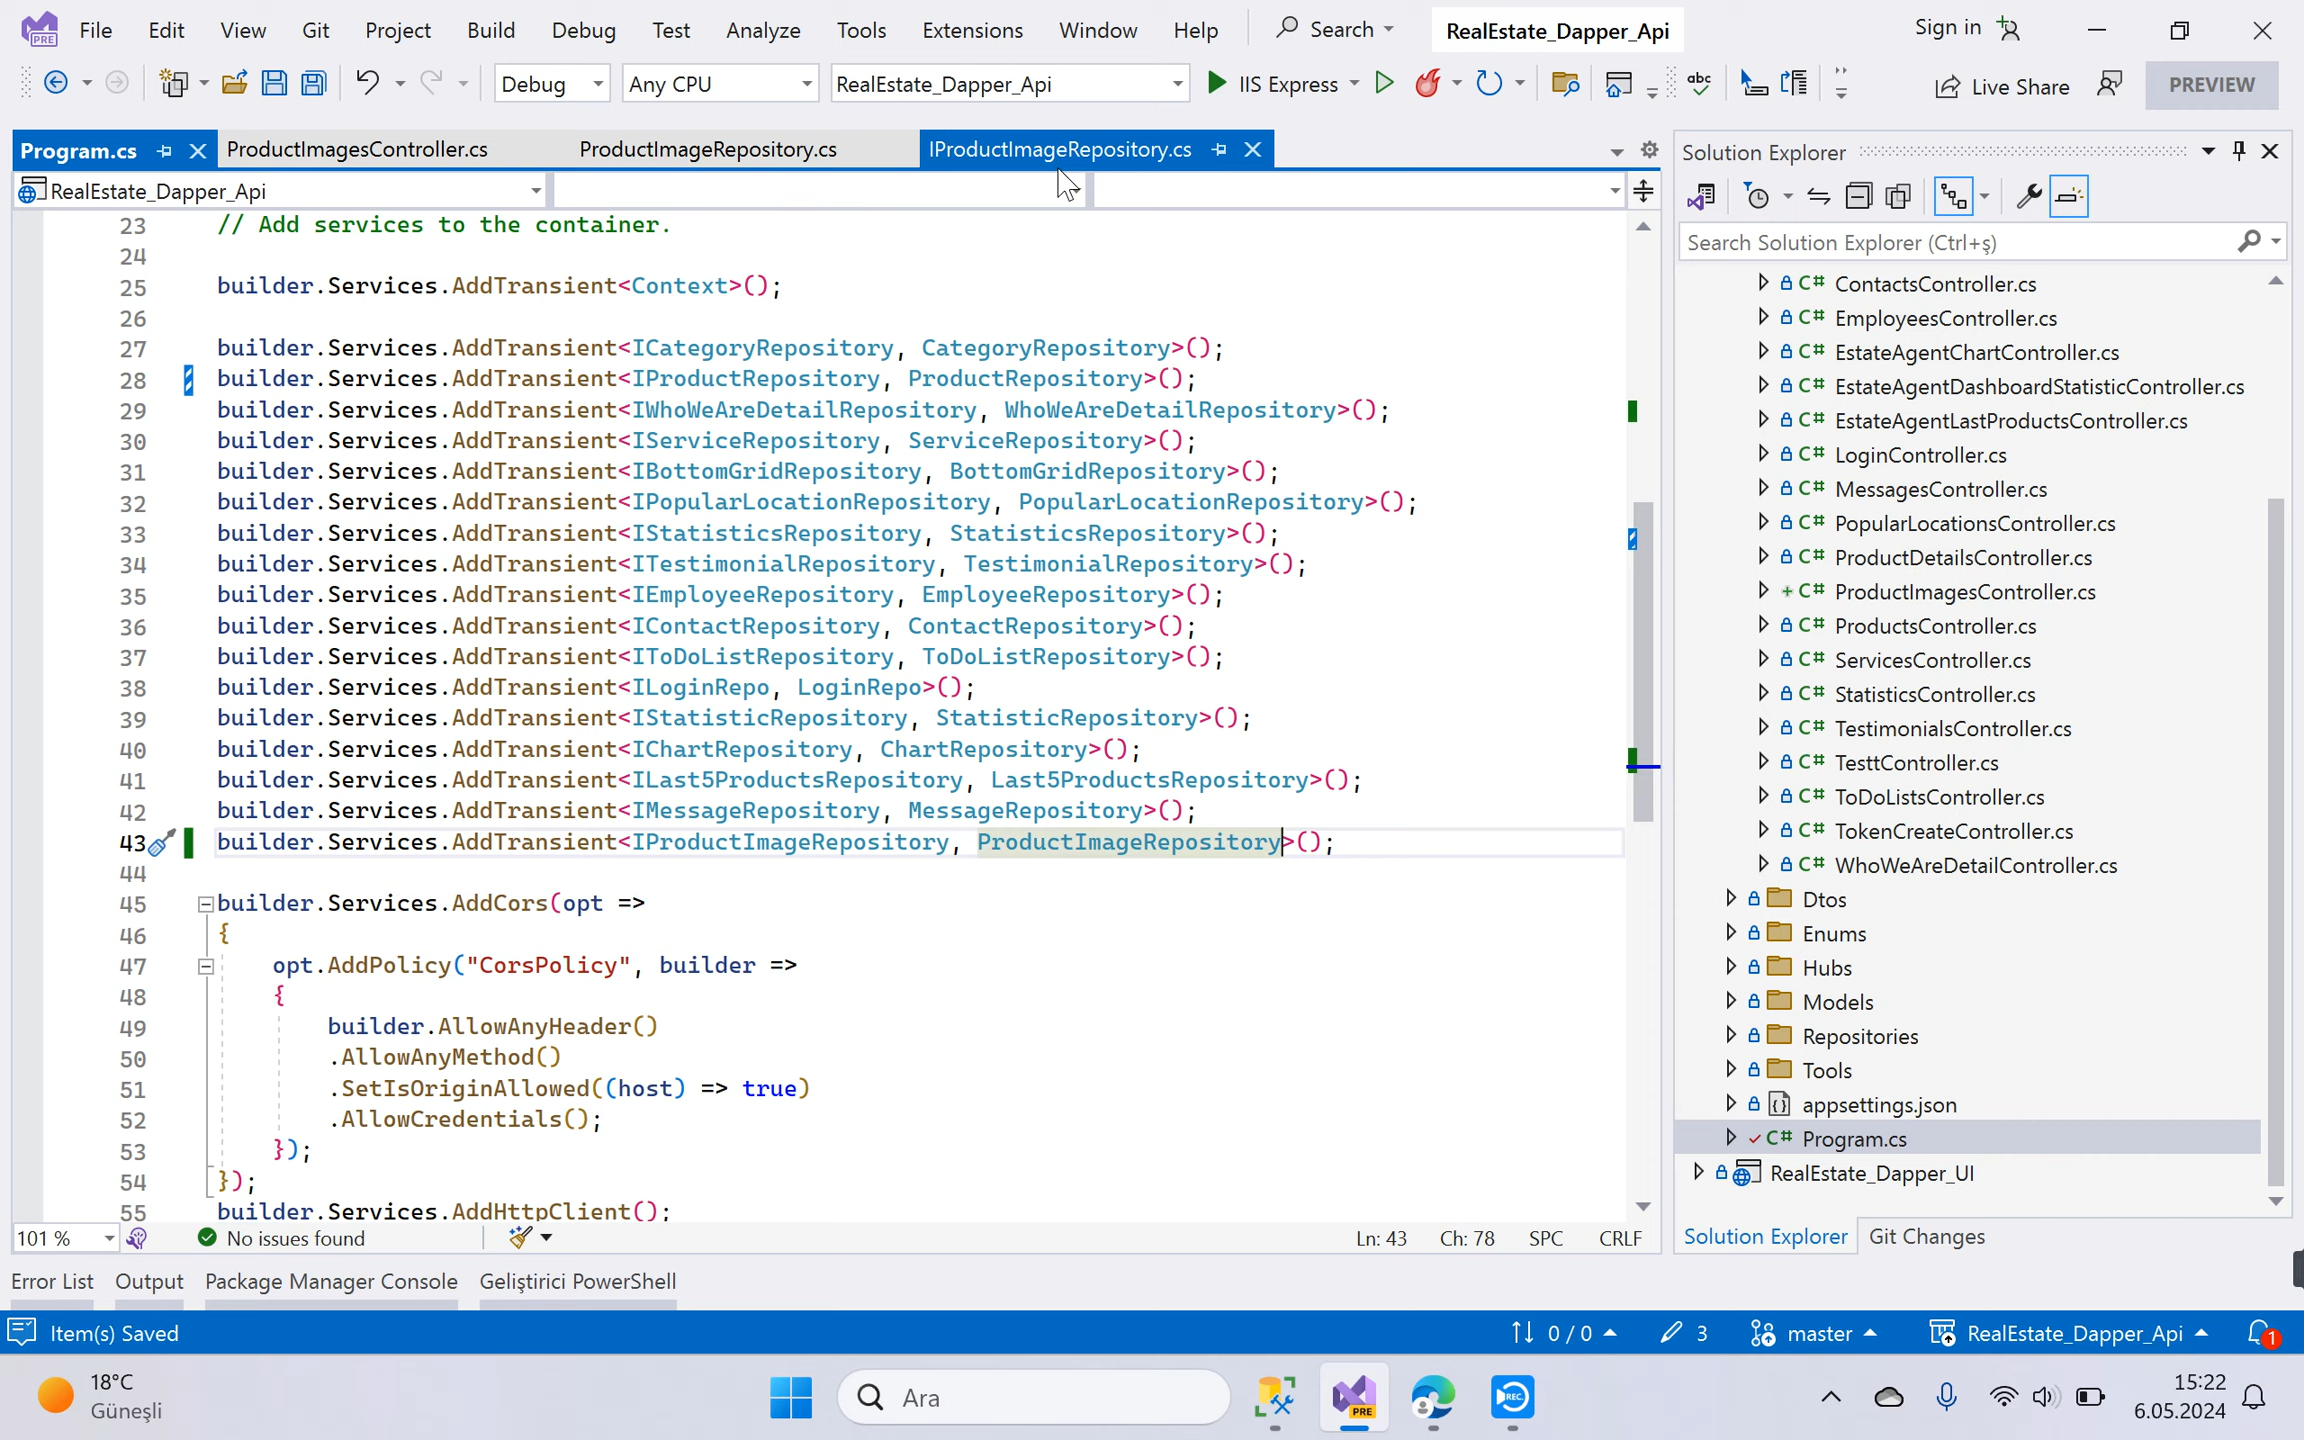 File Edit View Git Project Build Debug Test Analyze Tools Extensions Window Help Search RealEstate_Dapper_Api Sign in
PRE
Debug Any CPU RealEstate_Dapper_Api IIS Express abc Live Share PREVIEW
Program.cs ProductImagesController.cs ProductImageRepository.cs IProductImageRepository.cs
RealEstate_Dapper_Api
23 // Add services to the container.
24
25 builder.Services.AddTransient<Context>();
26
27 builder.Services.AddTransient<ICategoryRepository, CategoryRepository>();
28 builder.Services.AddTransient<IProductRepository, ProductRepository>();
29 builder.Services.AddTransient<IWhoWeAreDetailRepository, WhoWeAreDetailRepository>();
30 builder.Services.AddTransient<IServiceRepository, ServiceRepository>();
31 builder.Services.AddTransient<IBottomGridRepository, BottomGridRepository>();
32 builder.Services.AddTransient<IPopularLocationRepository, PopularLocationRepository>();
33 builder.Services.AddTransient<IStatisticsRepository, StatisticsRepository>();
34 builder.Services.AddTransient<ITestimonialRepository, TestimonialRepository>();
35 builder.Services.AddTransient<IEmployeeRepository, EmployeeRepository>();
36 builder.Services.AddTransient<IContactRepository, ContactRepository>();
37 builder.Services.AddTransient<IToDoListRepository, ToDoListRepository>();
38 builder.Services.AddTransient<ILoginRepo, LoginRepo>();
39 builder.Services.AddTransient<IStatisticRepository, StatisticRepository>();
40 builder.Services.AddTransient<IChartRepository, ChartRepository>();
41 builder.Services.AddTransient<ILast5ProductsRepository, Last5ProductsRepository>();
42 builder.Services.AddTransient<IMessageRepository, MessageRepository>();
43 builder.Services.AddTransient<IProductImageRepository, ProductImageRepository>();
44
45 builder.Services.AddCors(opt =>
46 {
47 opt.AddPolicy("CorsPolicy", builder =>
48 {
49 builder.AllowAnyHeader()
50 .AllowAnyMethod()
51 .SetIsOriginAllowed((host) => true)
52 .AllowCredentials();
53 });
54 });
55 builder.Services.AddHttpClient();
101 % No issues found Ln: 43 Ch: 78 SPC CRLF
Solution Explorer
Search Solution Explorer (Ctrl+ş)
C# ContactsController.cs
C# EmployeesController.cs
C# EstateAgentChartController.cs
C# EstateAgentDashboardStatisticController.cs
C# EstateAgentLastProductsController.cs
C# LoginController.cs
C# MessagesController.cs
C# PopularLocationsController.cs
C# ProductDetailsController.cs
C# ProductImagesController.cs
C# ProductsController.cs
C# ServicesController.cs
C# StatisticsController.cs
C# TestimonialsController.cs
C# TesttController.cs
C# ToDoListsController.cs
C# TokenCreateController.cs
C# WhoWeAreDetailController.cs
Dtos
Enums
Hubs
Models
Repositories
Tools
appsettings.json
C# Program.cs
RealEstate_Dapper_UI
Solution Explorer Git Changes
Error List Output Package Manager Console Geliştirici PowerShell
Item(s) Saved 0 / 0 3 master RealEstate_Dapper_Api 1
18°C
Güneşli
Ara
PRE
REC
15:22
6.05.2024